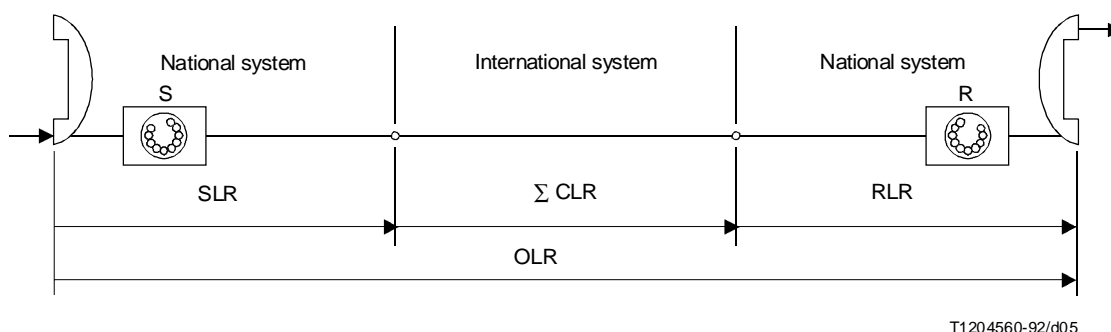 National system
International system
National system
S
R
SLR
Σ CLR
RLR
OLR
T1204560-92/d05